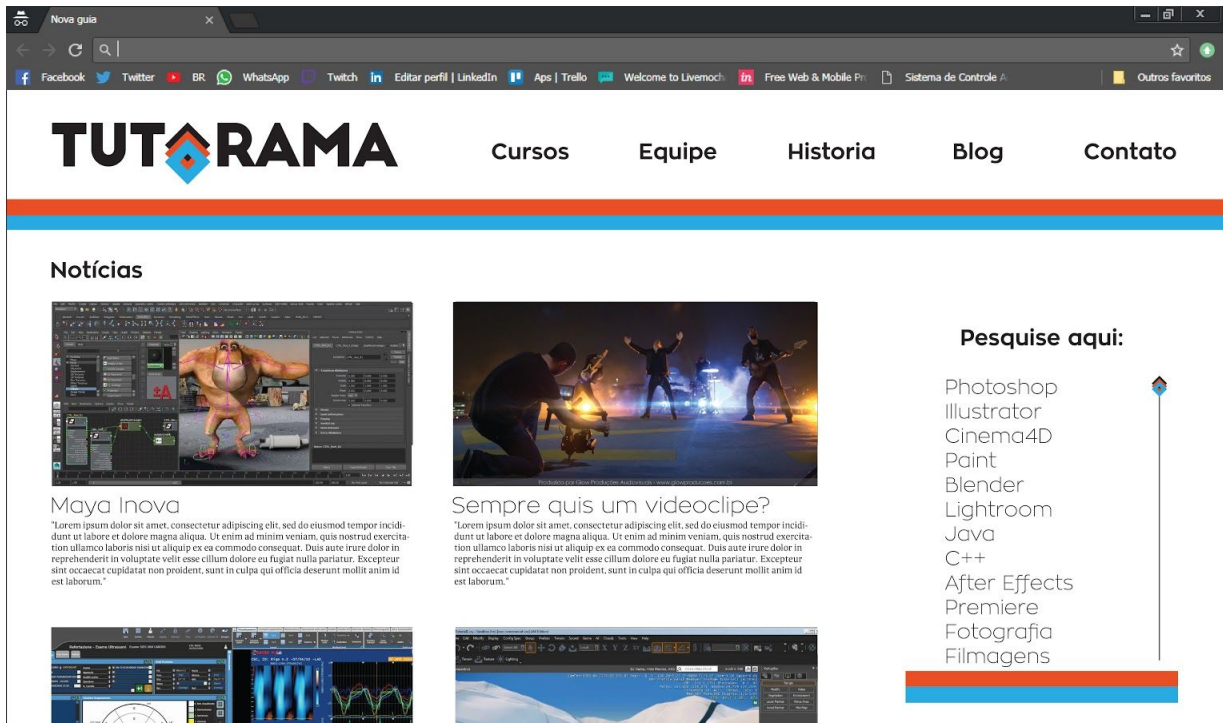 Nova guia
Facebook Twitter BR WhatsApp Twitch Editar perfil | LinkedIn Aps | Trello Welcome to Livemoch Free Web & Mobile Pr Sistema de Controle A Outros favoritos
TUTORAMA
Cursos Equipe Historia Blog Contato
Notícias
Produzido por Glow Produções Audiovisuais - www.glowproducoes.com.br
Maya Inova
"Lorem ipsum dolor sit amet, consectetur adipiscing elit, sed do eiusmod tempor incidi-
dunt ut labore et dolore magna aliqua. Ut enim ad minim veniam, quis nostrud exercita-
tion ullamco laboris nisi ut aliquip ex ea commodo consequat. Duis aute irure dolor in
reprehenderit in voluptate velit esse cillum dolore eu fugiat nulla pariatur. Excepteur
sint occaecat cupidatat non proident, sunt in culpa qui officia deserunt mollit anim id
est laborum."
Sempre quis um videoclipe?
"Lorem ipsum dolor sit amet, consectetur adipiscing elit, sed do eiusmod tempor incidi-
dunt ut labore et dolore magna aliqua. Ut enim ad minim veniam, quis nostrud exercita-
tion ullamco laboris nisi ut aliquip ex ea commodo consequat. Duis aute irure dolor in
reprehenderit in voluptate velit esse cillum dolore eu fugiat nulla pariatur. Excepteur
sint occaecat cupidatat non proident, sunt in culpa qui officia deserunt mollit anim id
est laborum."
Pesquise aqui:
Photoshop
Illustrator
Cinema4D
Paint
Blender
Lightroom
Java
C++
After Effects
Premiere
Fotografia
Filmagens